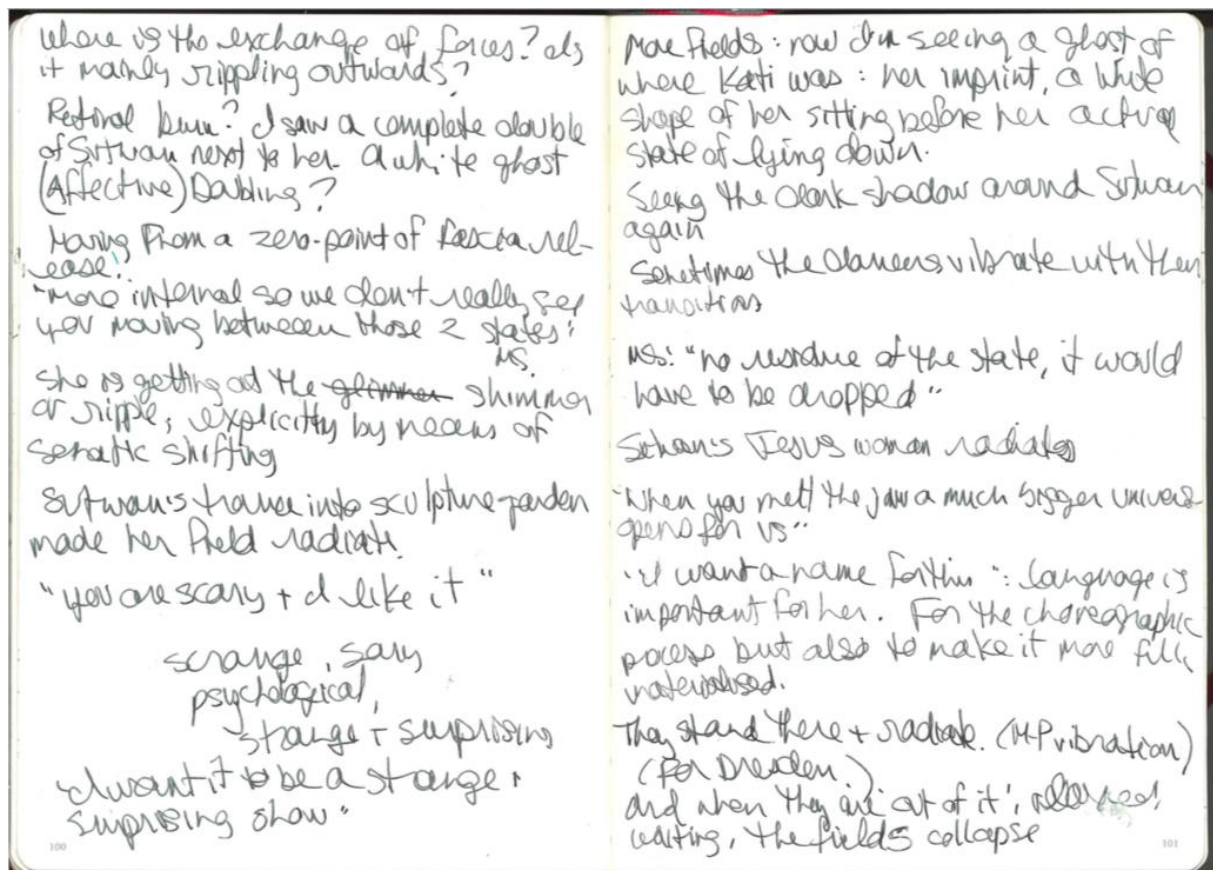 where is the exchange of forces? Is
it mainly rippling outwards?
Retinal burn? I saw a complete double
of Sutwan next to her. A white ghost
(Affective) Doubling?
Moving from a zero-point of fascia rel-
ease!
"more internal so we don't really see
you moving between those 2 states"
MS.
She is getting at the glimmer shimmer
or ripple, explicitly by means of
somatic shifting
Sutwan's trance into sculpture-garden
made her field radiate.
"you are scary + I like it"
strange, scary
psychological,
strange + surprising
"I want it to be a strange +
surprising show"
100
More fields: now I'm seeing a ghost of
where Kati was: her imprint, a white
shape of her sitting before her actual
state of lying down.
Seeing the dark shadow around Sutwan
again
Sometimes the dancers vibrate with their
transitions
MS: "no residue of the state, it would
have to be dropped"
Sutwan's Jesus woman radiates
"When you melt the jaw a much bigger universe
opens for us"
"I want a name for this": language is
important for her. For the choreographic
process but also to make it more fully
materialised.
They stand there + radiate. (M-P vibration)
(For Dresden.)
and when they are 'out of it', relaxed,
waiting, the fields collapse
101